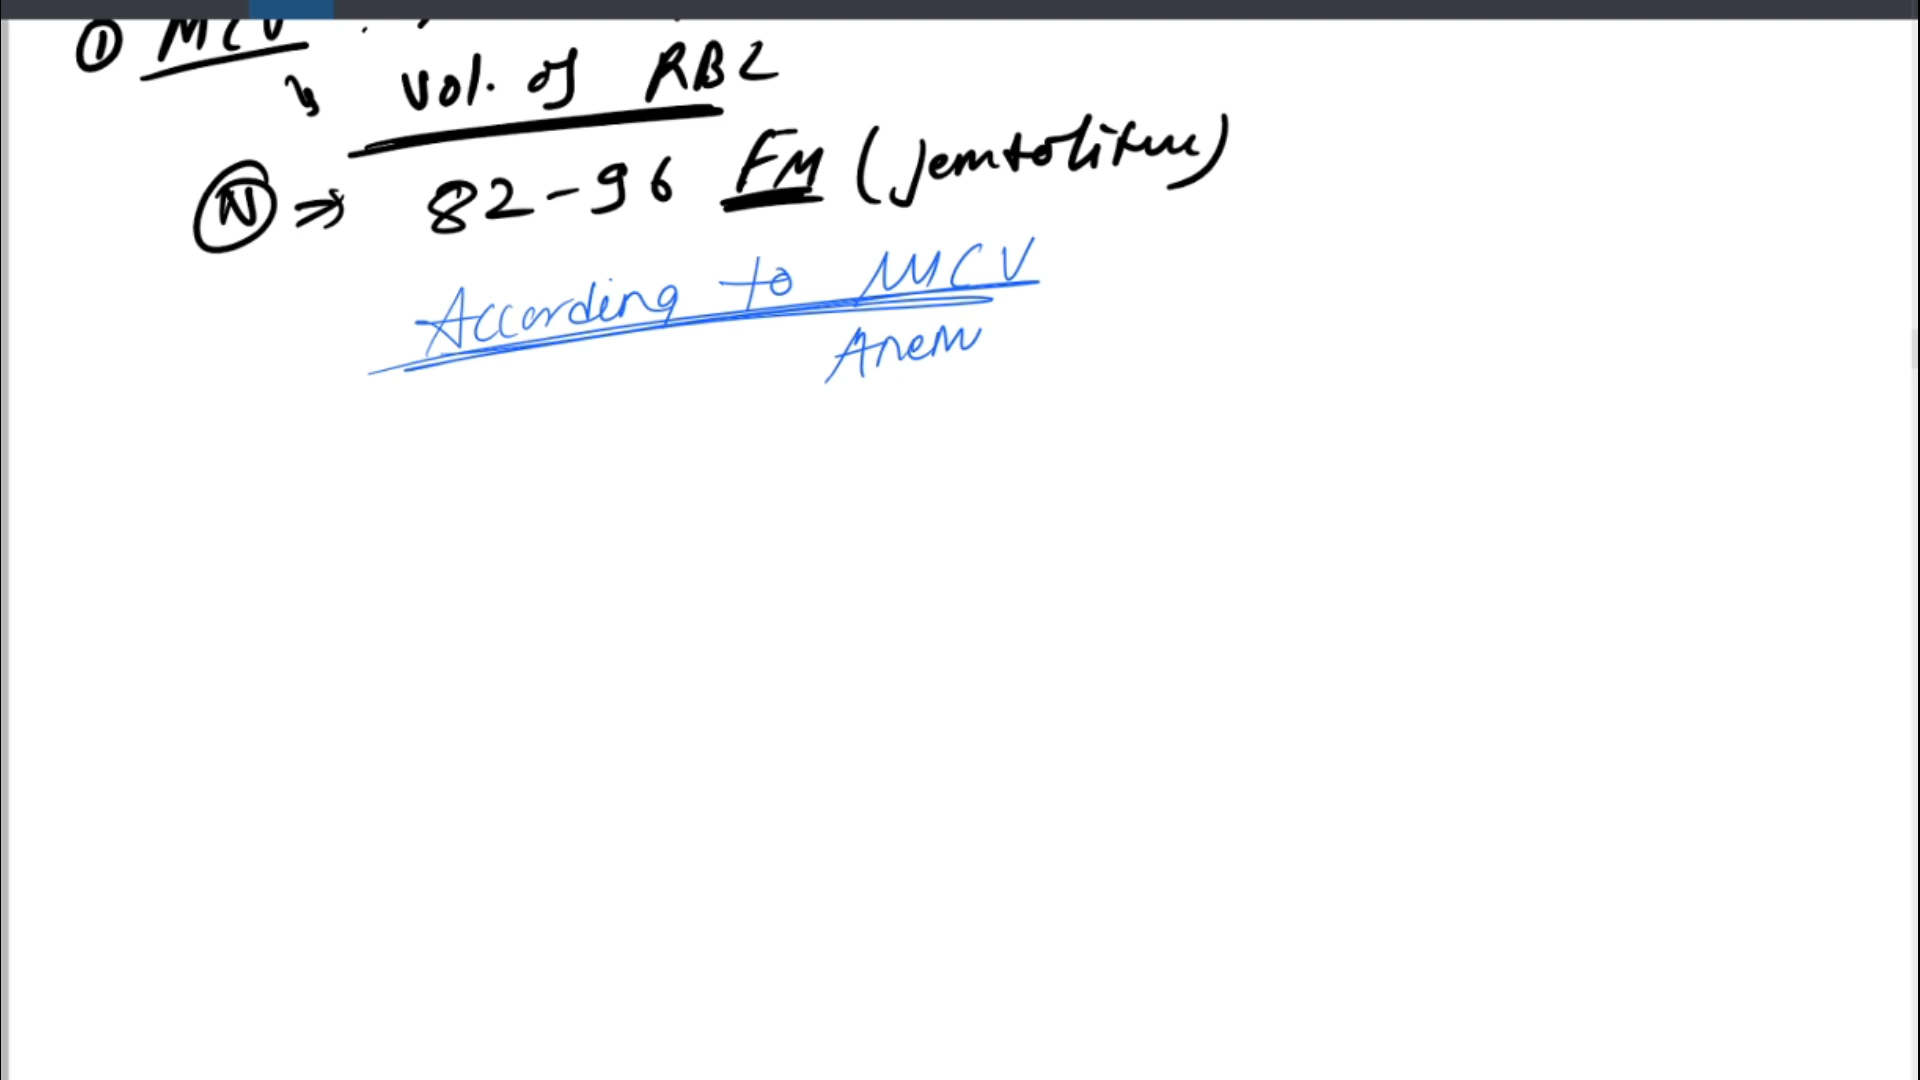 ① MCV
↳ Vol. of RBC
Ⓝ ⇒ 82-96 FM (femtolitre)
According to MCV
Anem